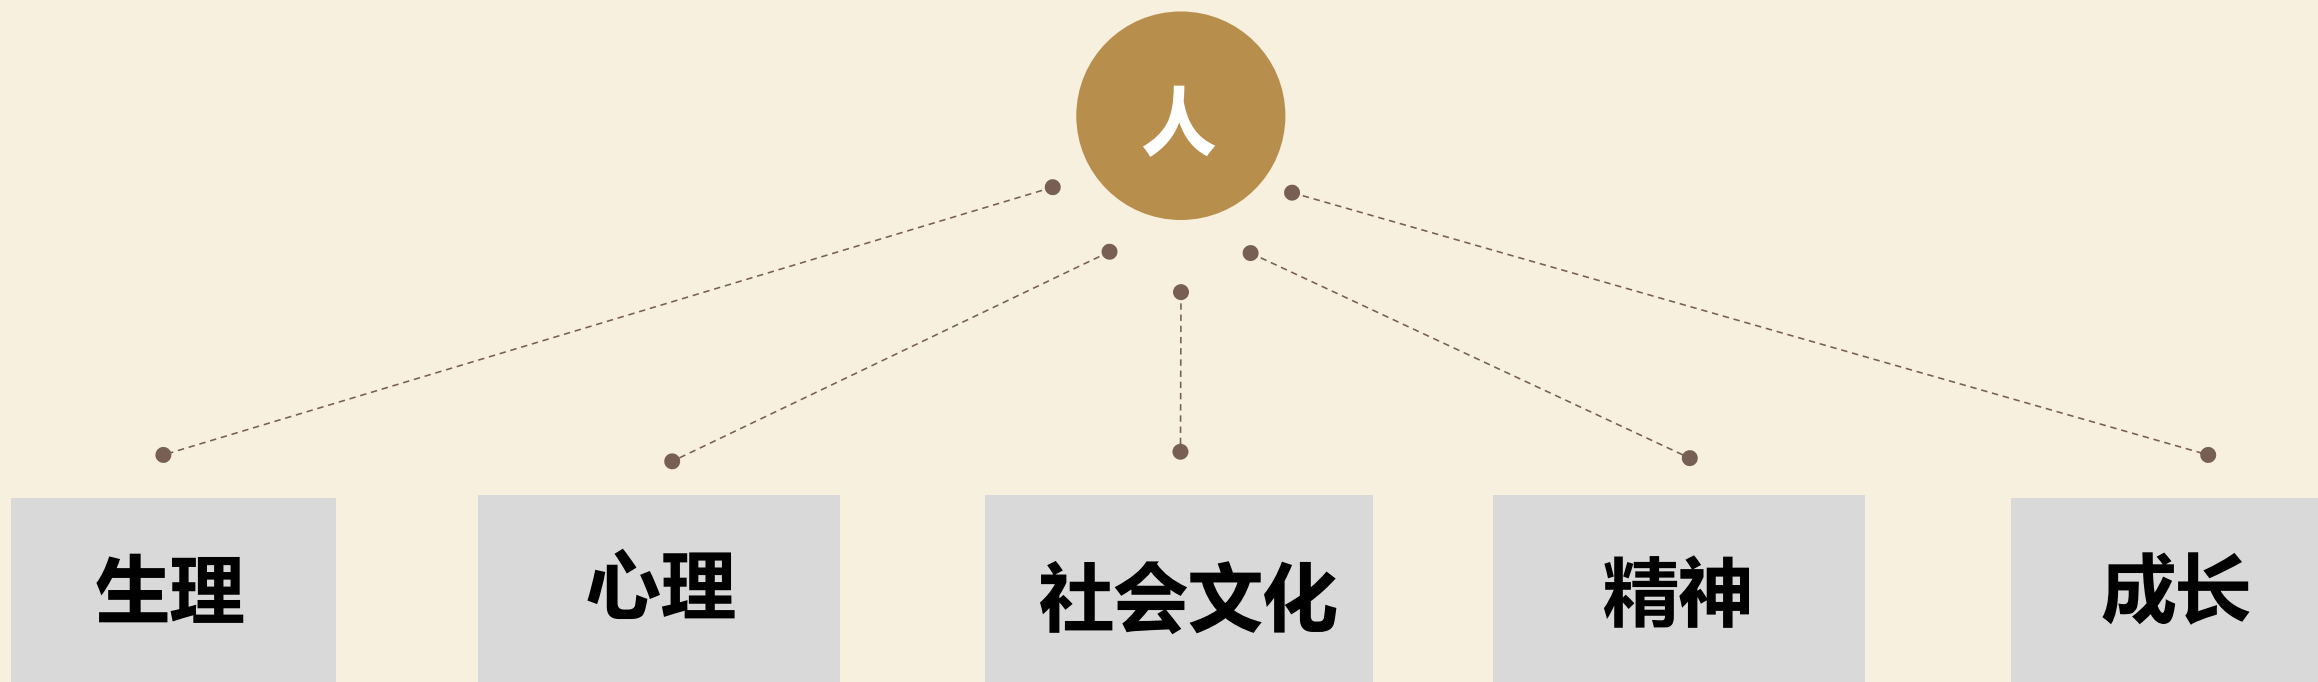 人
生理
心理
社会文化
精神
成长